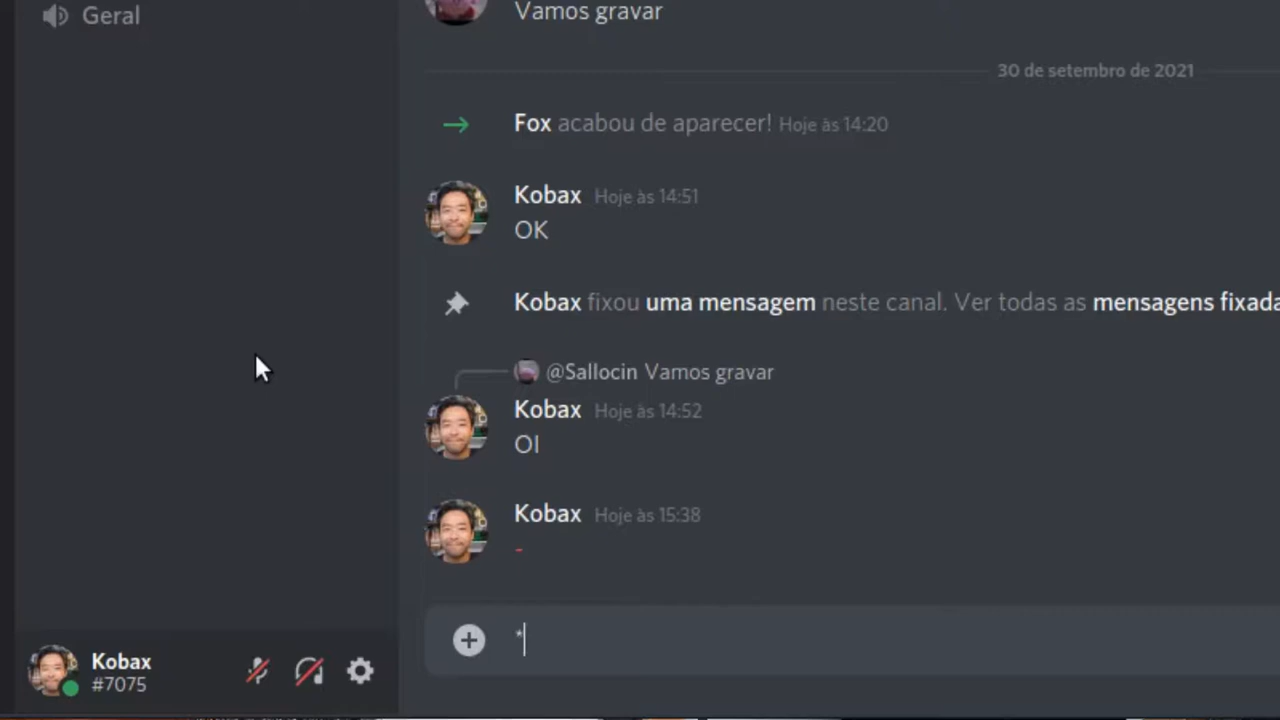 Geral
Vamos gravar
30 de setembro de 2021
Fox acabou de aparecer! Hoje às 14:20
Kobax Hoje às 14:51
OK
Kobax fixou uma mensagem neste canal. Ver todas as mensagens fixada
@Sallocin Vamos gravar
Kobax Hoje às 14:52
OI
Kobax Hoje às 15:38
-
*
Kobax
#7075